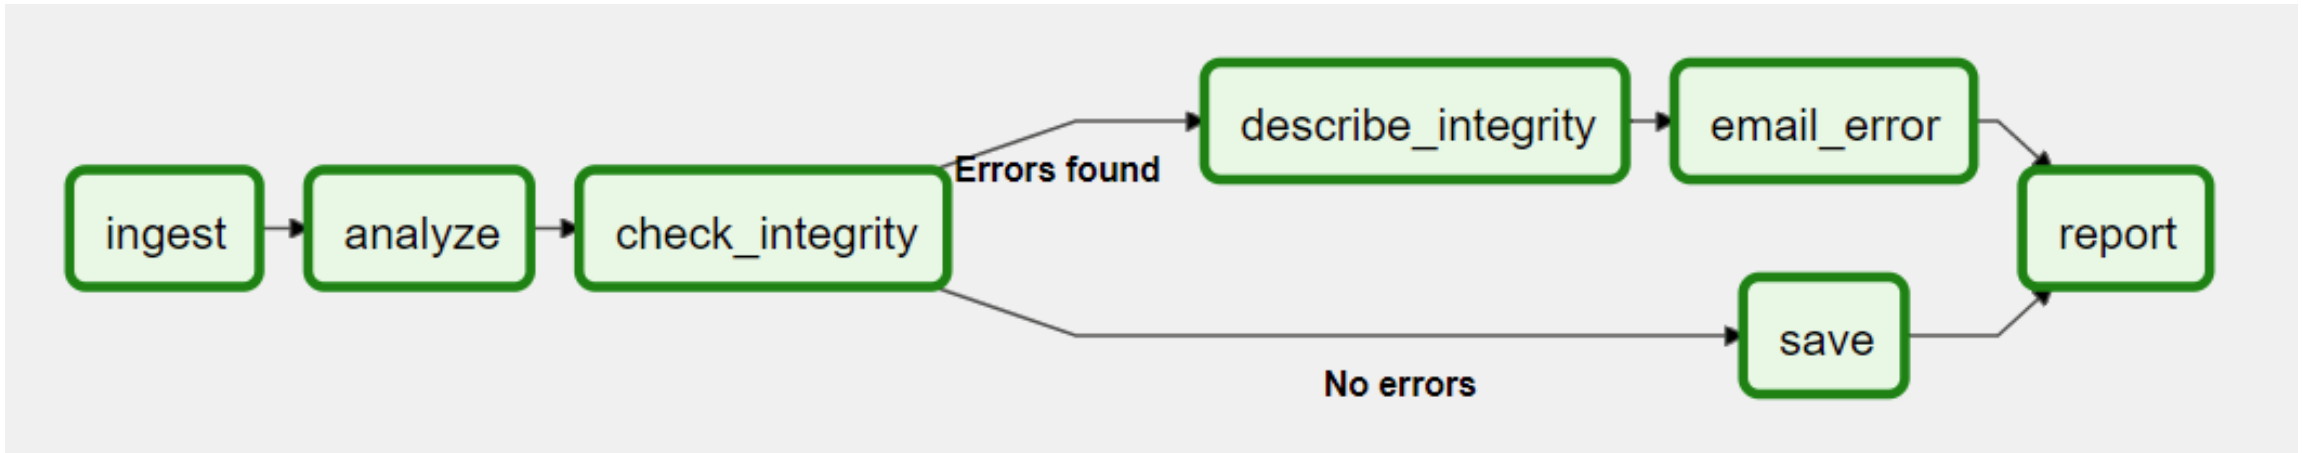 ingest
analyze
check_integrity
Errors found
describe_integrity
email_error
No errors
save
report